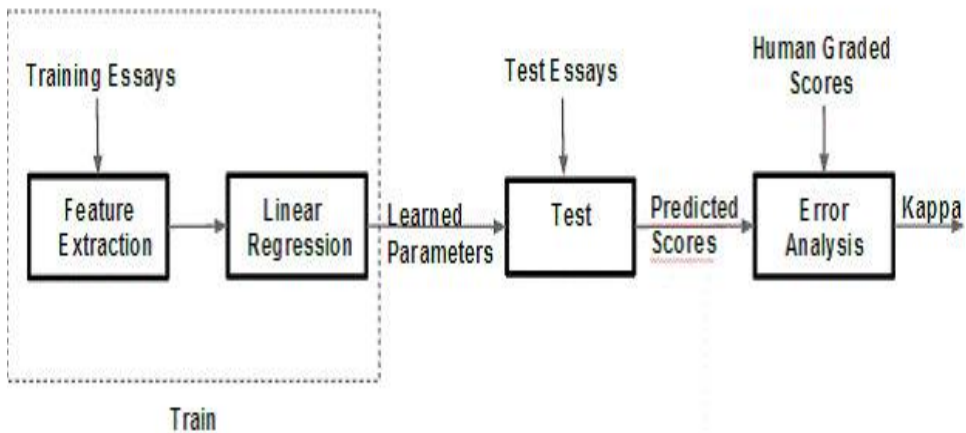 Training Essays
Feature
Extraction
Linear
Regression
Learned
Parameters
Test Essays
Test
Predicted
Scores
Human Graded
Scores
Error
Analysis
Kappa
Train